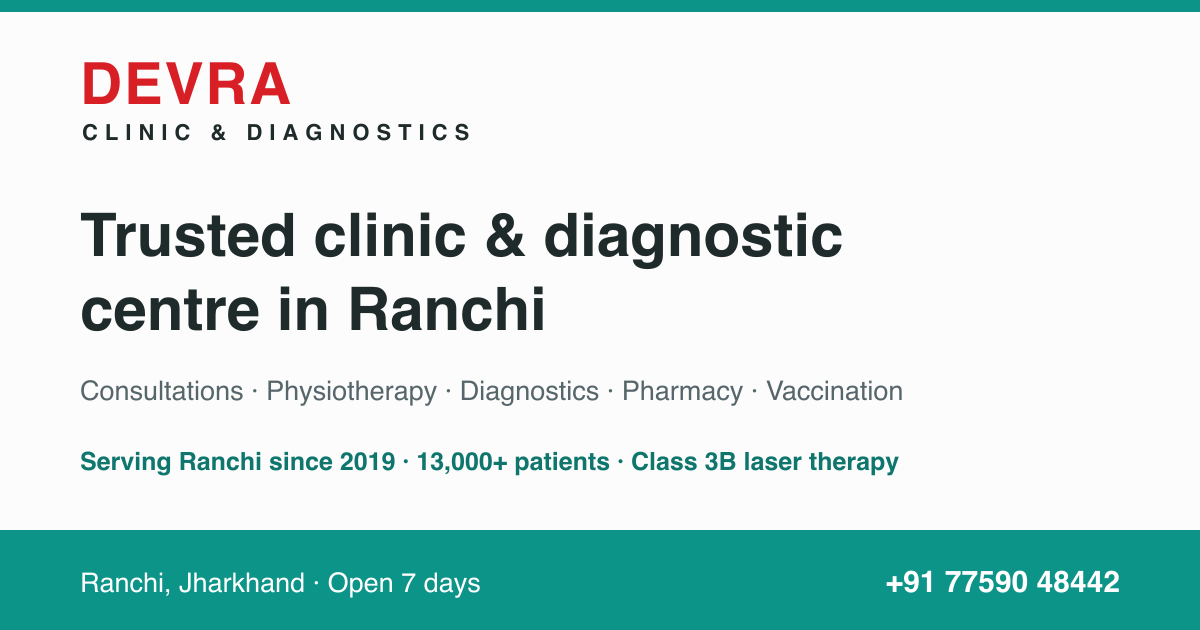 DEVRA
CLINIC & DIAGNOSTICS
Trusted clinic & diagnostic
centre in Ranchi
Consultations · Physiotherapy · Diagnostics · Pharmacy · Vaccination
Serving Ranchi since 2019 · 13,000+ patients · Class 3B laser therapy
Ranchi, Jharkhand · Open 7 days
+91 77590 48442